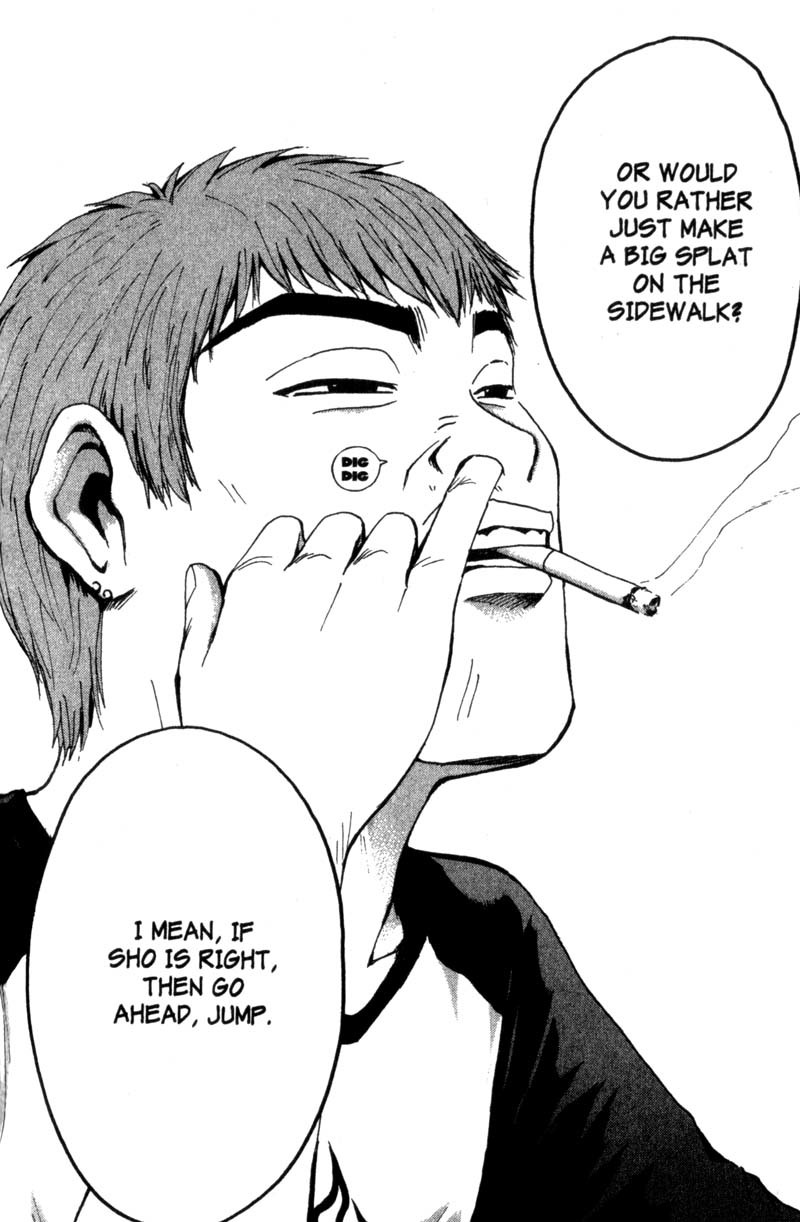 OR WOULD
YOU RATHER
JUST MAKE
A BIG SPLAT
ON THE
SIDEWALK?
DIG
DIG
I MEAN, IF
SHO IS RIGHT,
THEN GO
AHEAD, JUMP.